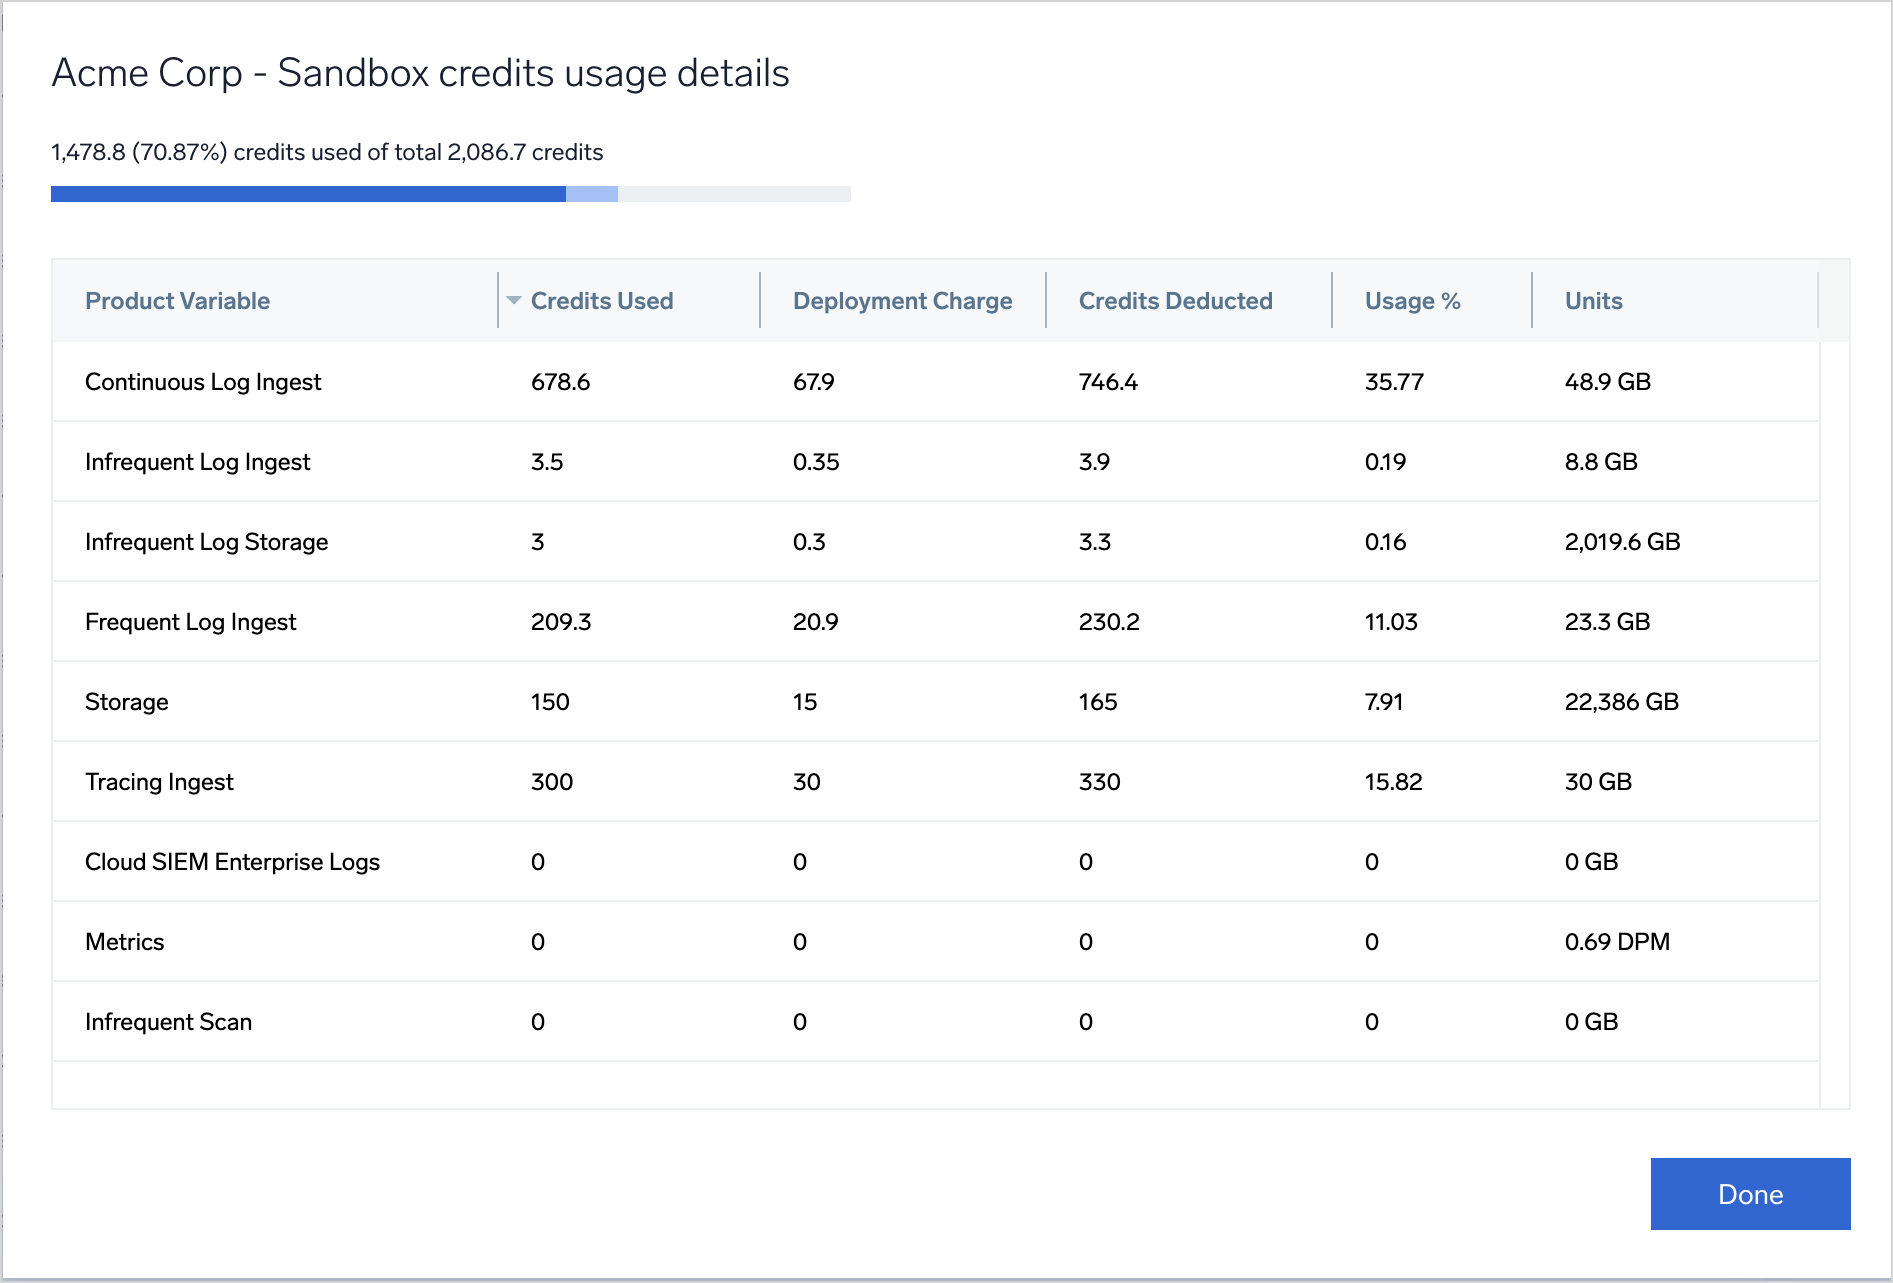 Acme Corp - Sandbox credits usage details
1,478.8 (70.87%) credits used of total 2,086.7 credits
Product Variable Credits Used Deployment Charge Credits Deducted Usage % Units
Continuous Log Ingest 678.6 67.9 746.4 35.77 48.9 GB
Infrequent Log Ingest 3.5 0.35 3.9 0.19 8.8 GB
Infrequent Log Storage 3 0.3 3.3 0.16 2,019.6 GB
Frequent Log Ingest 209.3 20.9 230.2 11.03 23.3 GB
Storage 150 15 165 7.91 22,386 GB
Tracing Ingest 300 30 330 15.82 30 GB
Cloud SIEM Enterprise Logs 0 0 0 0 0 GB
Metrics 0 0 0 0 0.69 DPM
Infrequent Scan 0 0 0 0 0 GB
Done